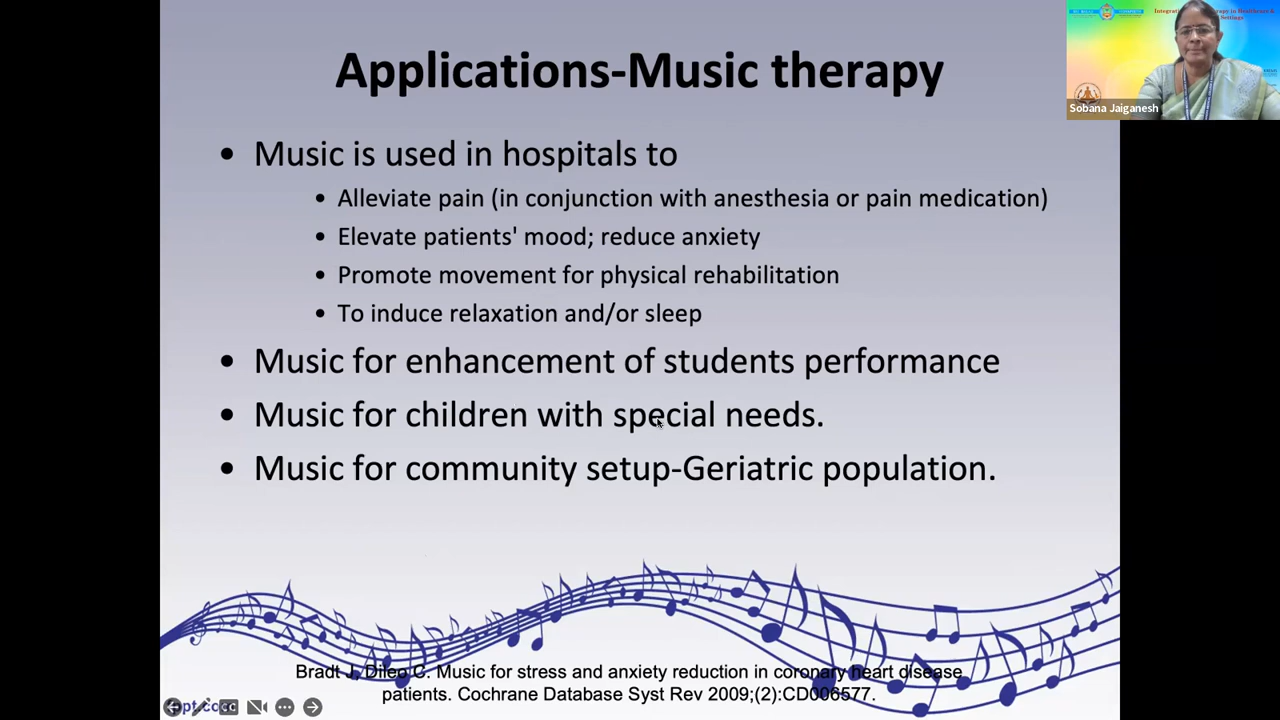 Applications-Music therapy
• Music is used in hospitals to
• Alleviate pain (in conjunction with anesthesia or pain medication)
• Elevate patients' mood; reduce anxiety
• Promote movement for physical rehabilitation
• To induce relaxation and/or sleep
• Music for enhancement of students performance
• Music for children with special needs.
• Music for community setup-Geriatric population.
Bradt J, Dileo C. Music for stress and anxiety reduction in coronary heart disease
patients. Cochrane Database Syst Rev 2009;(2):CD006577.
Sobana Jaiganesh
Settings